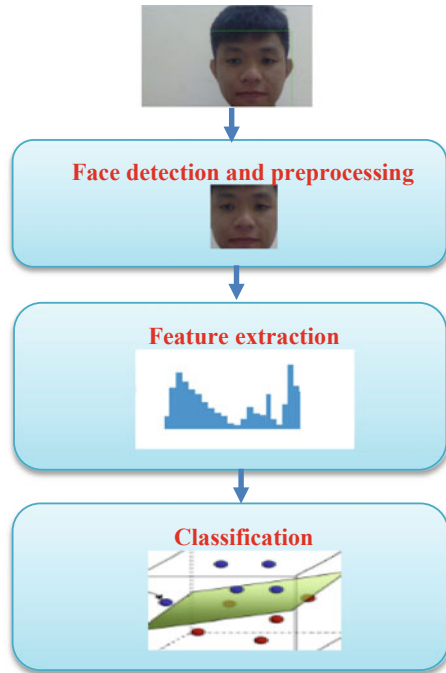 Face detection and preprocessing
Feature extraction
Classification